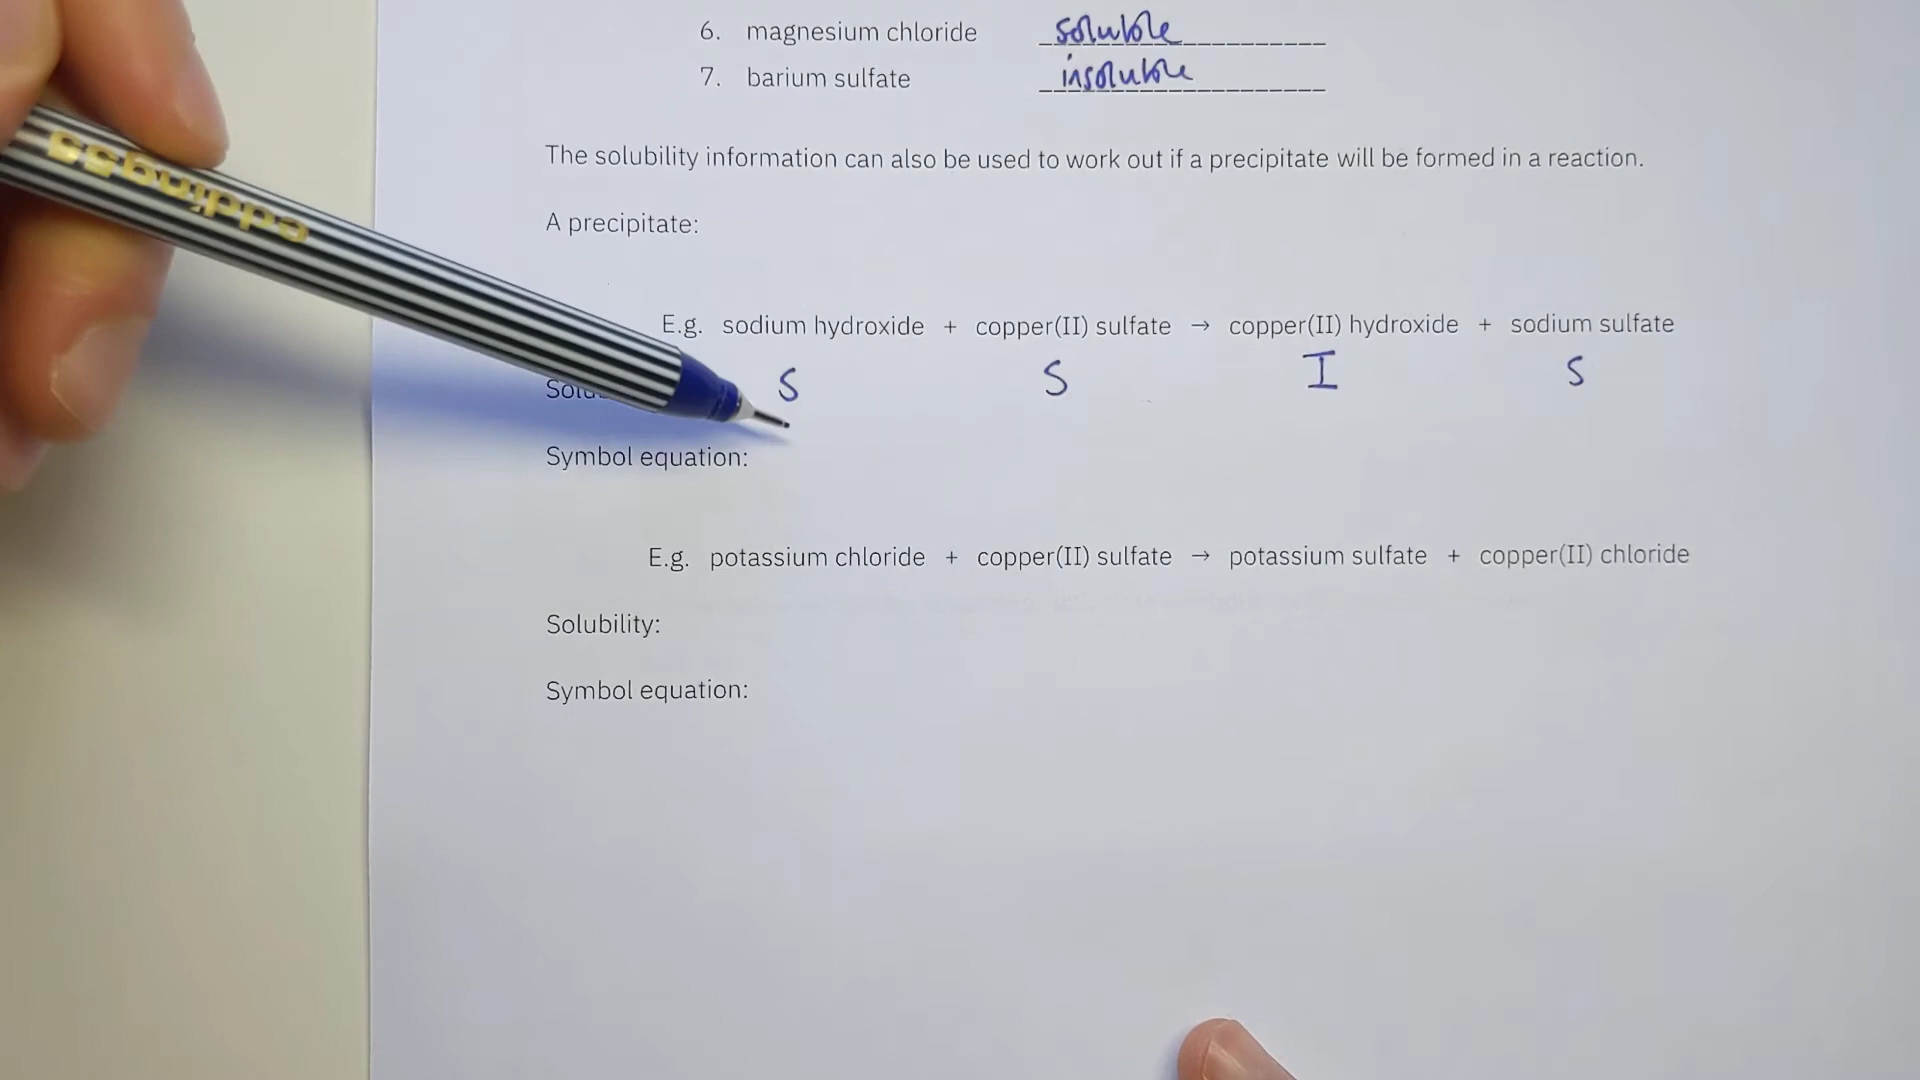 6. magnesium chloride soluble
7. barium sulfate insoluble
The solubility information can also be used to work out if a precipitate will be formed in a reaction.
A precipitate:
E.g. sodium hydroxide + copper(II) sulfate → copper(II) hydroxide + sodium sulfate
S S I S
Symbol equation:
E.g. potassium chloride + copper(II) sulfate → potassium sulfate + copper(II) chloride
Solubility:
Symbol equation:
edding55